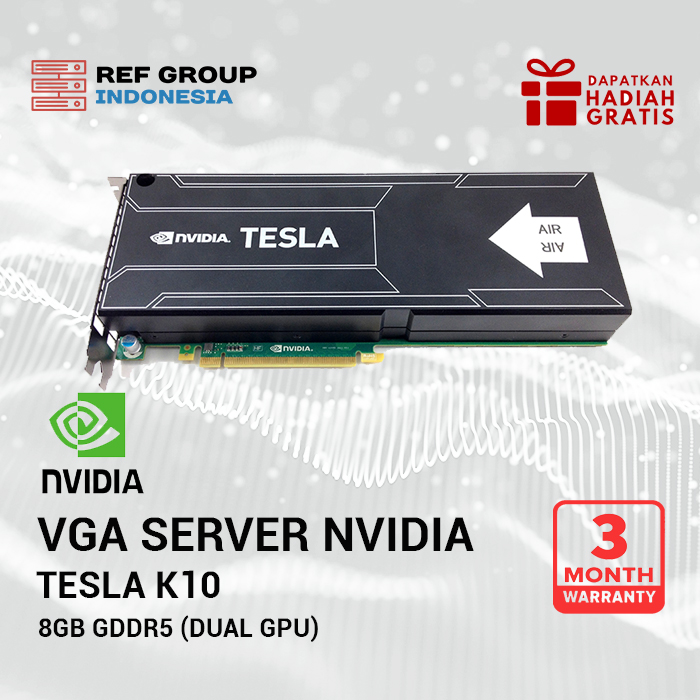 REF GROUP
INDONESIA
DAPATKAN
HADIAH
GRATIS
NVIDIA. TESLA
AIR
AIR
NVIDIA.
NVIDIA
VGA SERVER NVIDIA
TESLA K10
8GB GDDR5 (DUAL GPU)
3
MONTH
WARRANTY